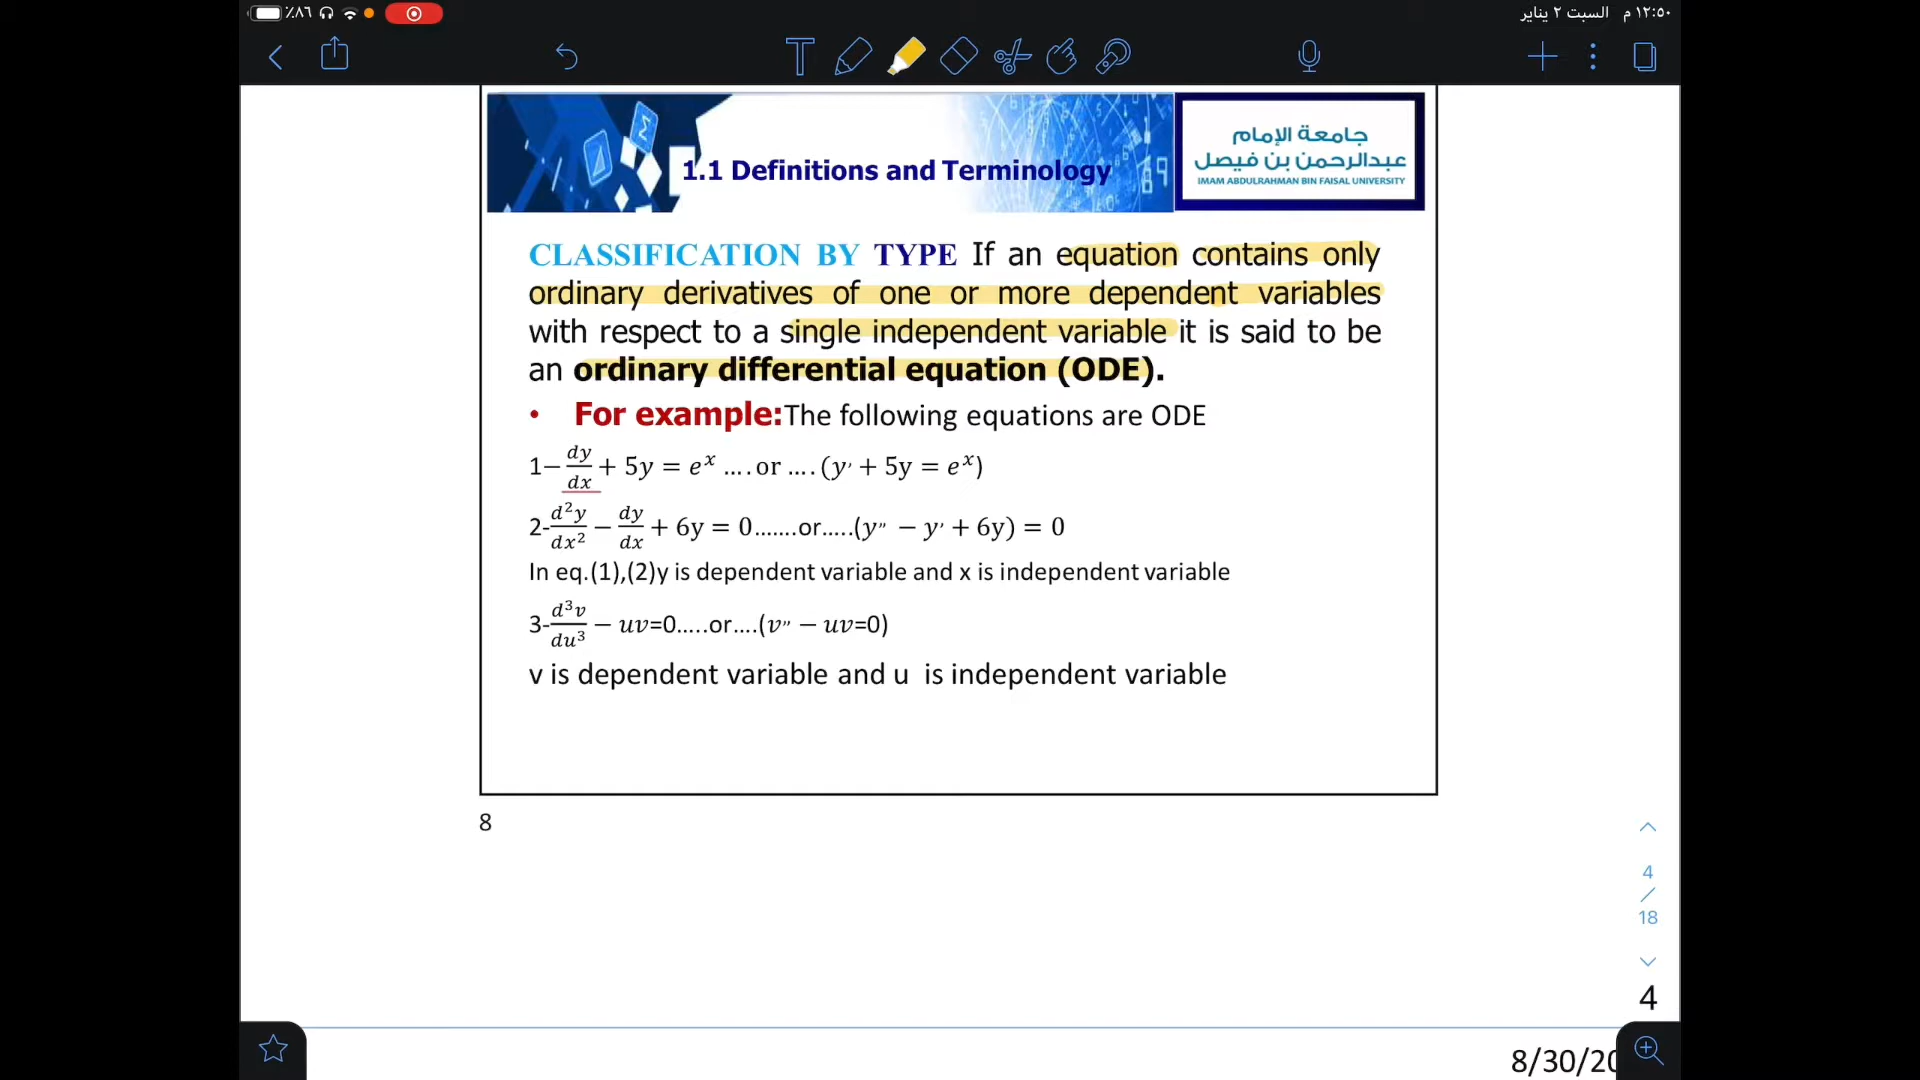 ٪٨٦
١٢:٥٠ م السبت ٢ يناير
1.1 Definitions and Terminology
جامعة الإمام
عبدالرحمن بن فيصل
IMAM ABDULRAHMAN BIN FAISAL UNIVERSITY
CLASSIFICATION BY TYPE If an equation contains only
ordinary derivatives of one or more dependent variables
with respect to a single independent variable it is said to be
an ordinary differential equation (ODE).
• For example:The following equations are ODE
1− dy/dx + 5y = eˣ .... or .... (y′ + 5y = eˣ)
2- d²y/dx² − dy/dx + 6y = 0.......or.....(y″ − y′ + 6y) = 0
In eq.(1),(2)y is dependent variable and x is independent variable
3- d³v/du³ − uv=0.....or....(v″ − uv=0)
v is dependent variable and u is independent variable
8
4
/
18
4
8/30/20